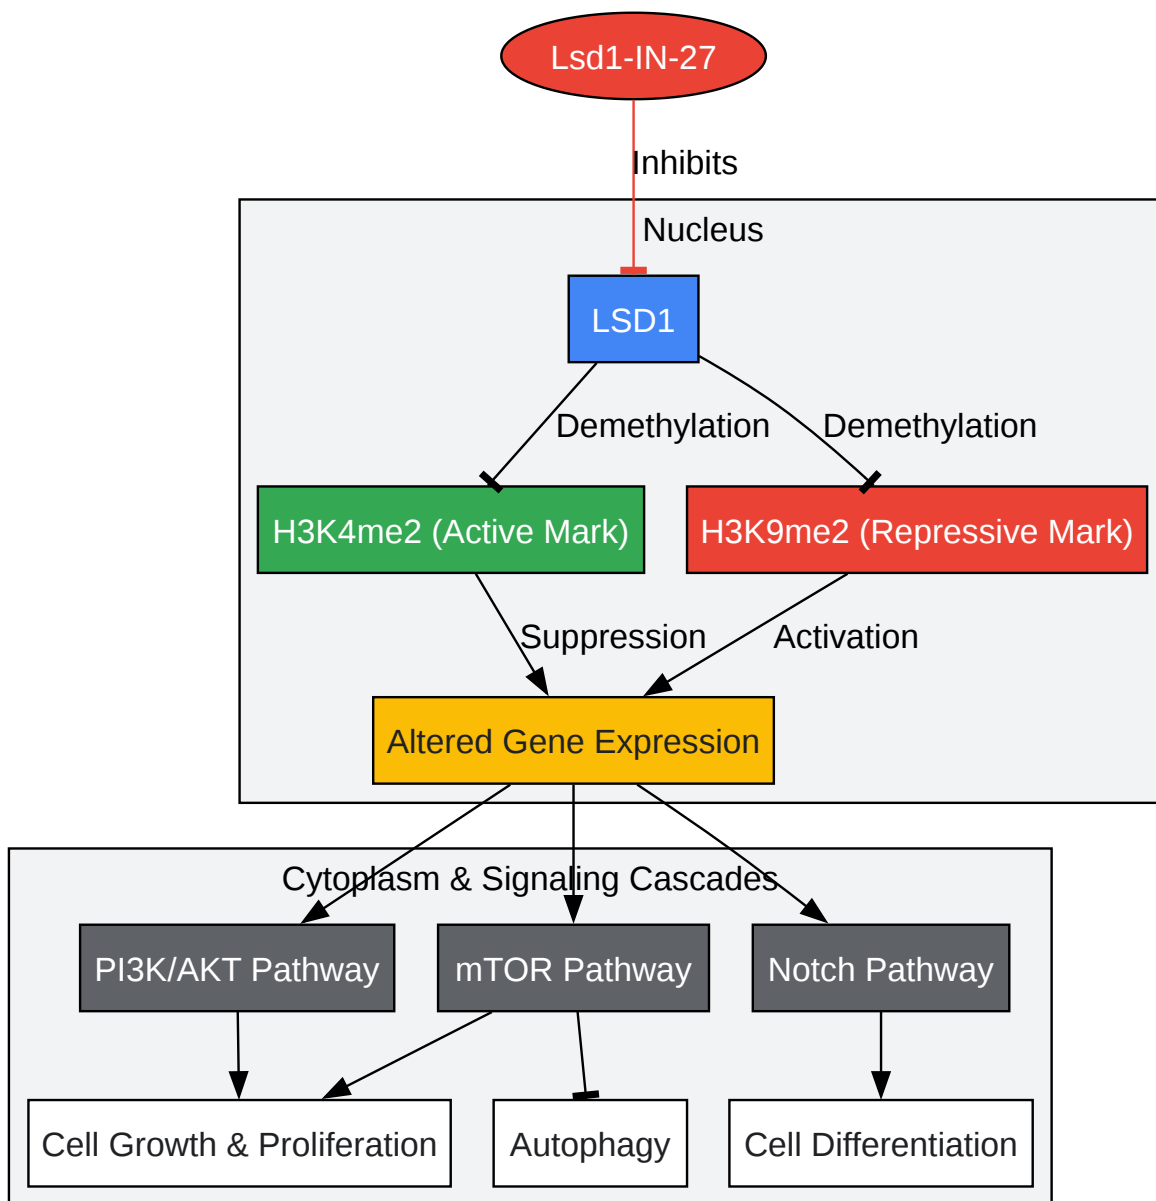 Lsd1-IN-27
Inhibits
Nucleus
LSD1
Demethylation
Demethylation
H3K4me2 (Active Mark)
H3K9me2 (Repressive Mark)
Suppression
Activation
Altered Gene Expression
Cytoplasm & Signaling Cascades
PI3K/AKT Pathway
mTOR Pathway
Notch Pathway
Cell Growth & Proliferation
Autophagy
Cell Differentiation